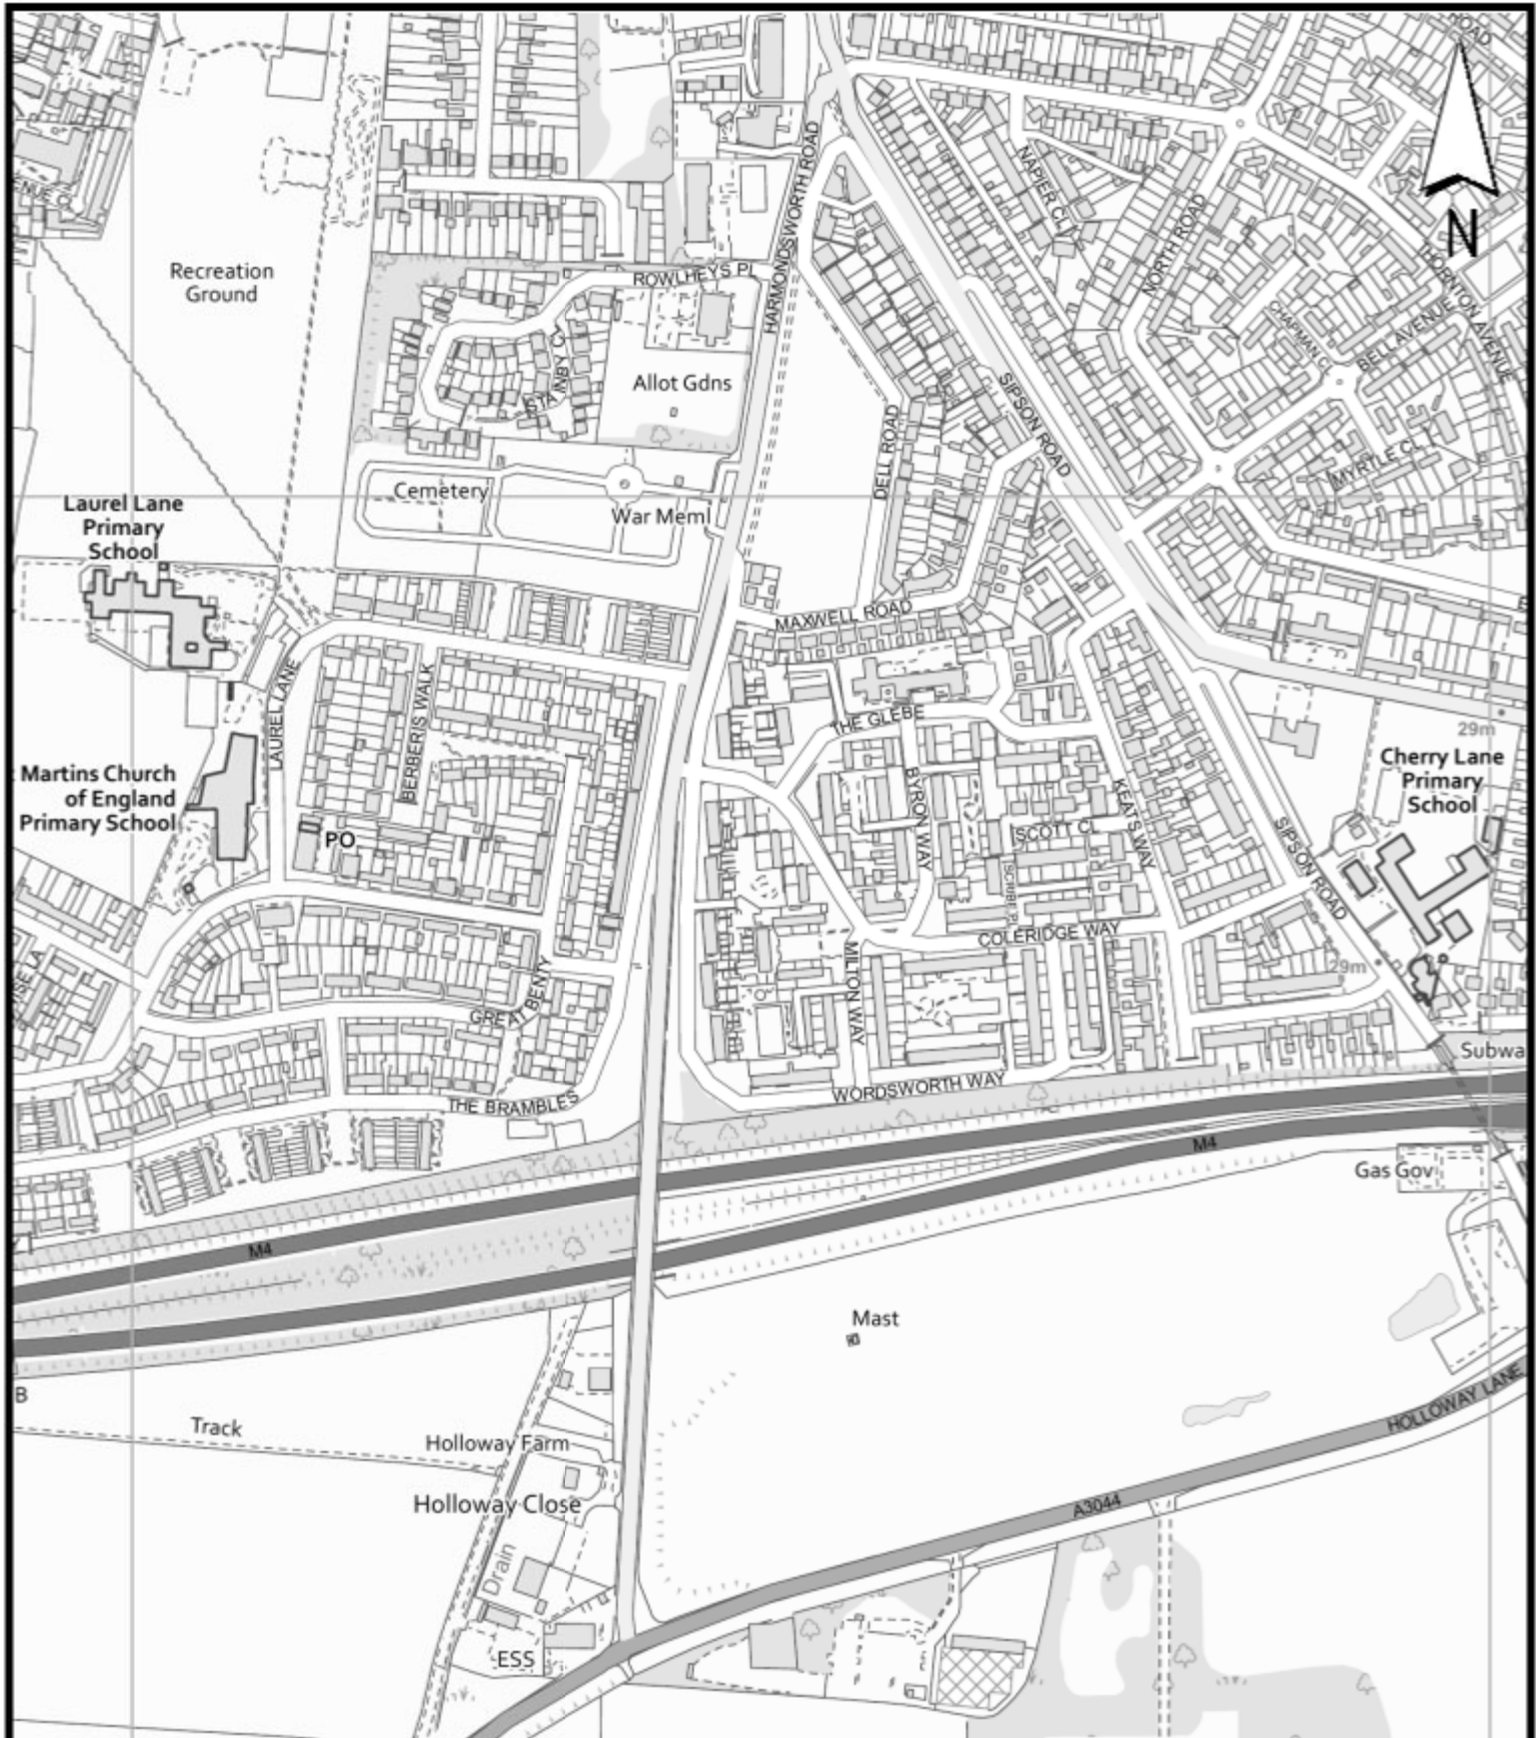 ROAD
N
HARMONDSWORTH ROAD
NAPIER CL
NORTH ROAD
THORNTON AVENUE
Recreation
Ground
ROWLHEYS PL
CHAPMAN C
BELL AVENUE
STAINBY CL
Allot Gdns
SIPSON ROAD
DELL ROAD
MYRTLE CL
Cemetery
War Meml
Laurel Lane
Primary
School
MAXWELL ROAD
LAUREL LANE
BERBERIS WALK
THE GLEBE
29m
Cherry Lane
Primary
School
Martins Church
of England
Primary School
PO
BYRON WAY
SCOTT CL
KEATS WAY
SIPSON ROAD
COLERIDGE WAY
MILTON WAY
29m
GREAT BENTY
Subwa
WORDSWORTH WAY
THE BRAMBLES
M4
Gas Gov
M4
Mast
B
Track
Holloway Farm
HOLLOWAY LANE
Holloway Close
A3044
Drain
ESS